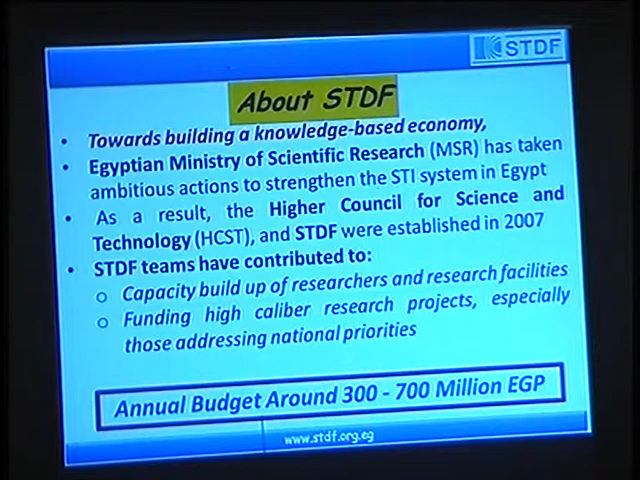 STDF
About STDF
• Towards building a knowledge-based economy,
• Egyptian Ministry of Scientific Research (MSR) has taken
ambitious actions to strengthen the STI system in Egypt
• As a result, the Higher Council for Science and
Technology (HCST), and STDF were established in 2007
• STDF teams have contributed to:
o Capacity build up of researchers and research facilities
o Funding high caliber research projects, especially
those addressing national priorities
Annual Budget Around 300 - 700 Million EGP
www.stdf.org.eg